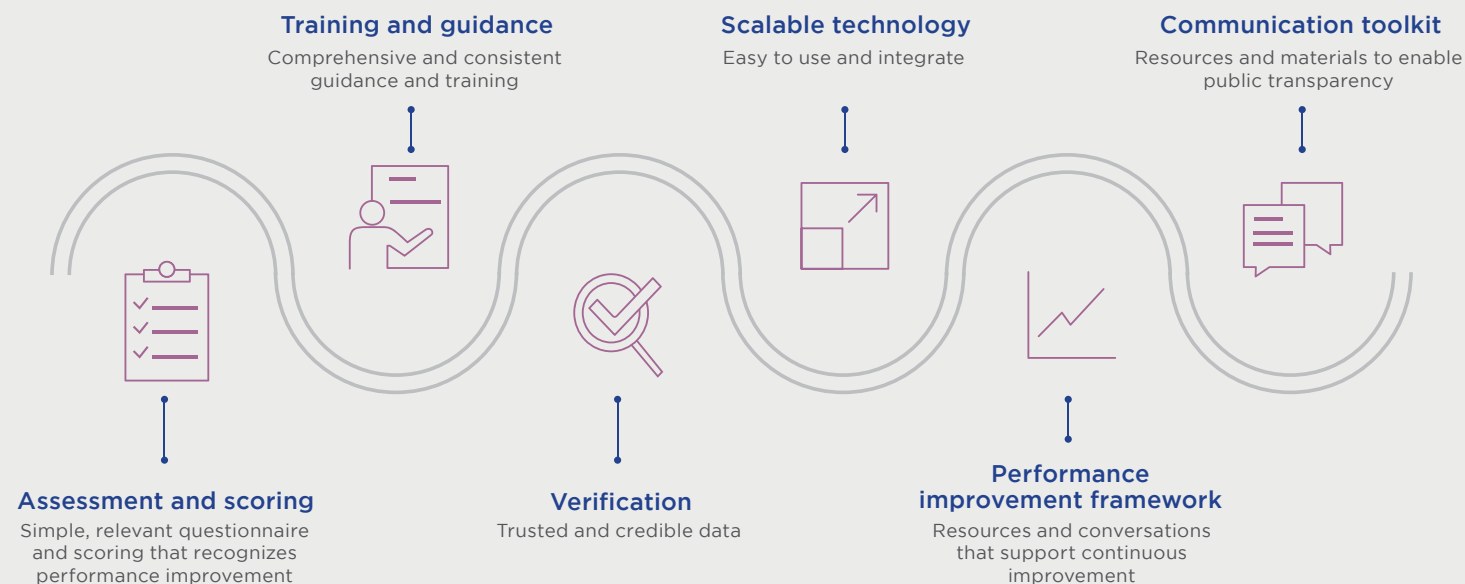 Training and guidance
Comprehensive and consistent
guidance and training
Scalable technology
Easy to use and integrate
Communication toolkit
Resources and materials to enable
public transparency
Assessment and scoring
Simple, relevant questionnaire
and scoring that recognizes
performance improvement
Verification
Trusted and credible data
Performance
improvement framework
Resources and conversations
that support continuous
improvement